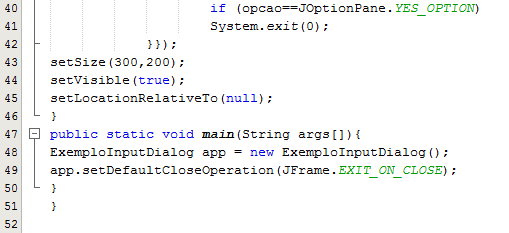 40 if (opcao==JOptionPane.YES_OPTION)
41 System.exit(0);
42 }});
43 setSize(300,200);
44 setVisible(true);
45 setLocationRelativeTo(null);
46 }
47 public static void main(String args[]){
48 ExemploInputDialog app = new ExemploInputDialog();
49 app.setDefaultCloseOperation(JFrame.EXIT_ON_CLOSE);
50 }
51 }
52